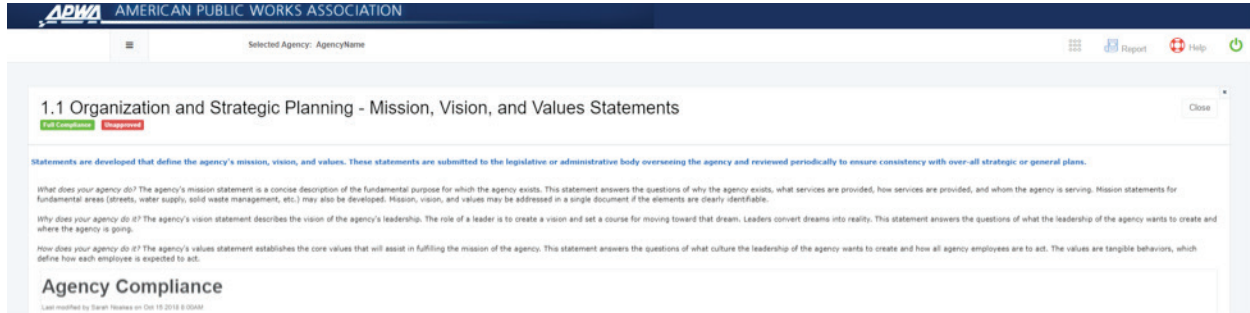 APWA AMERICAN PUBLIC WORKS ASSOCIATION
Selected Agency: AgencyName
Report
Help
1.1 Organization and Strategic Planning - Mission, Vision, and Values Statements
Close
Full Compliance Unapproved
Statements are developed that define the agency's mission, vision, and values. These statements are submitted to the legislative or administrative body overseeing the agency and reviewed periodically to ensure consistency with over-all strategic or general plans.
What does your agency do? The agency's mission statement is a concise description of the fundamental purpose for which the agency exists. This statement answers the questions of why the agency exists, what services are provided, how services are provided, and whom the agency is serving. Mission statements for
fundamental areas (streets, water supply, solid waste management, etc.) may also be developed. Mission, vision, and values may be addressed in a single document if the elements are clearly identifiable.
Why does your agency do it? The agency's vision statement describes the vision of the agency's leadership. The role of a leader is to create a vision and set a course for moving toward that dream. Leaders convert dreams into reality. This statement answers the questions of what the leadership of the agency wants to create and
where the agency is going.
How does your agency do it? The agency's values statement establishes the core values that will assist in fulfilling the mission of the agency. This statement answers the questions of what culture the leadership of the agency wants to create and how all agency employees are to act. The values are tangible behaviors, which
define how each employee is expected to act.
Agency Compliance
Last modified by Sarah on Oct 15 2018 8:00AM